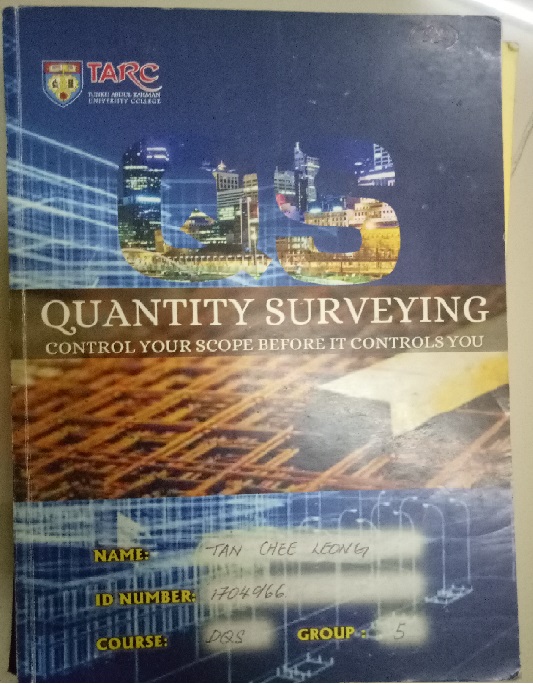 TARC
TUNKU ABDUL RAHMAN
UNIVERSITY COLLEGE
QS
QUANTITY SURVEYING
CONTROL YOUR SCOPE BEFORE IT CONTROLS YOU
NAME: TAN CHEE LEONG
ID NUMBER: 1704966
COURSE: DQS GROUP : 5